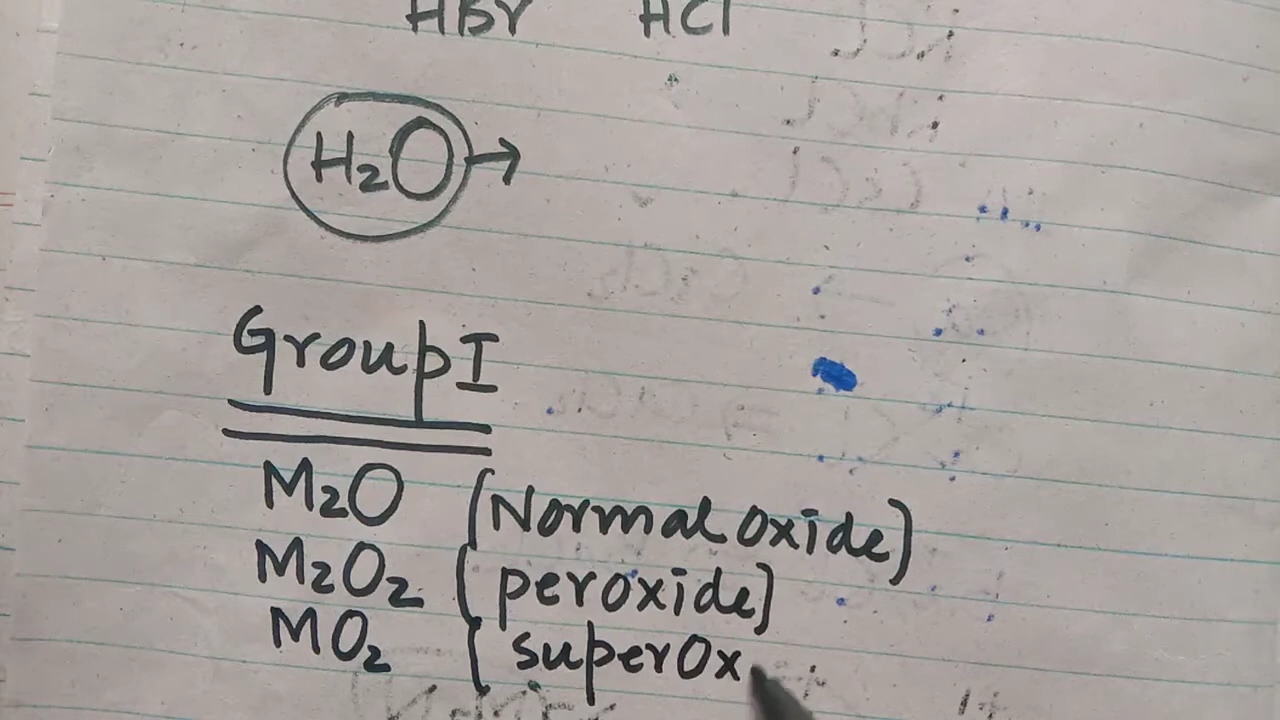 HBr HCl
H₂O →
Group I
M₂O (Normal oxide)
M₂O₂ (peroxide)
MO₂ (superOx